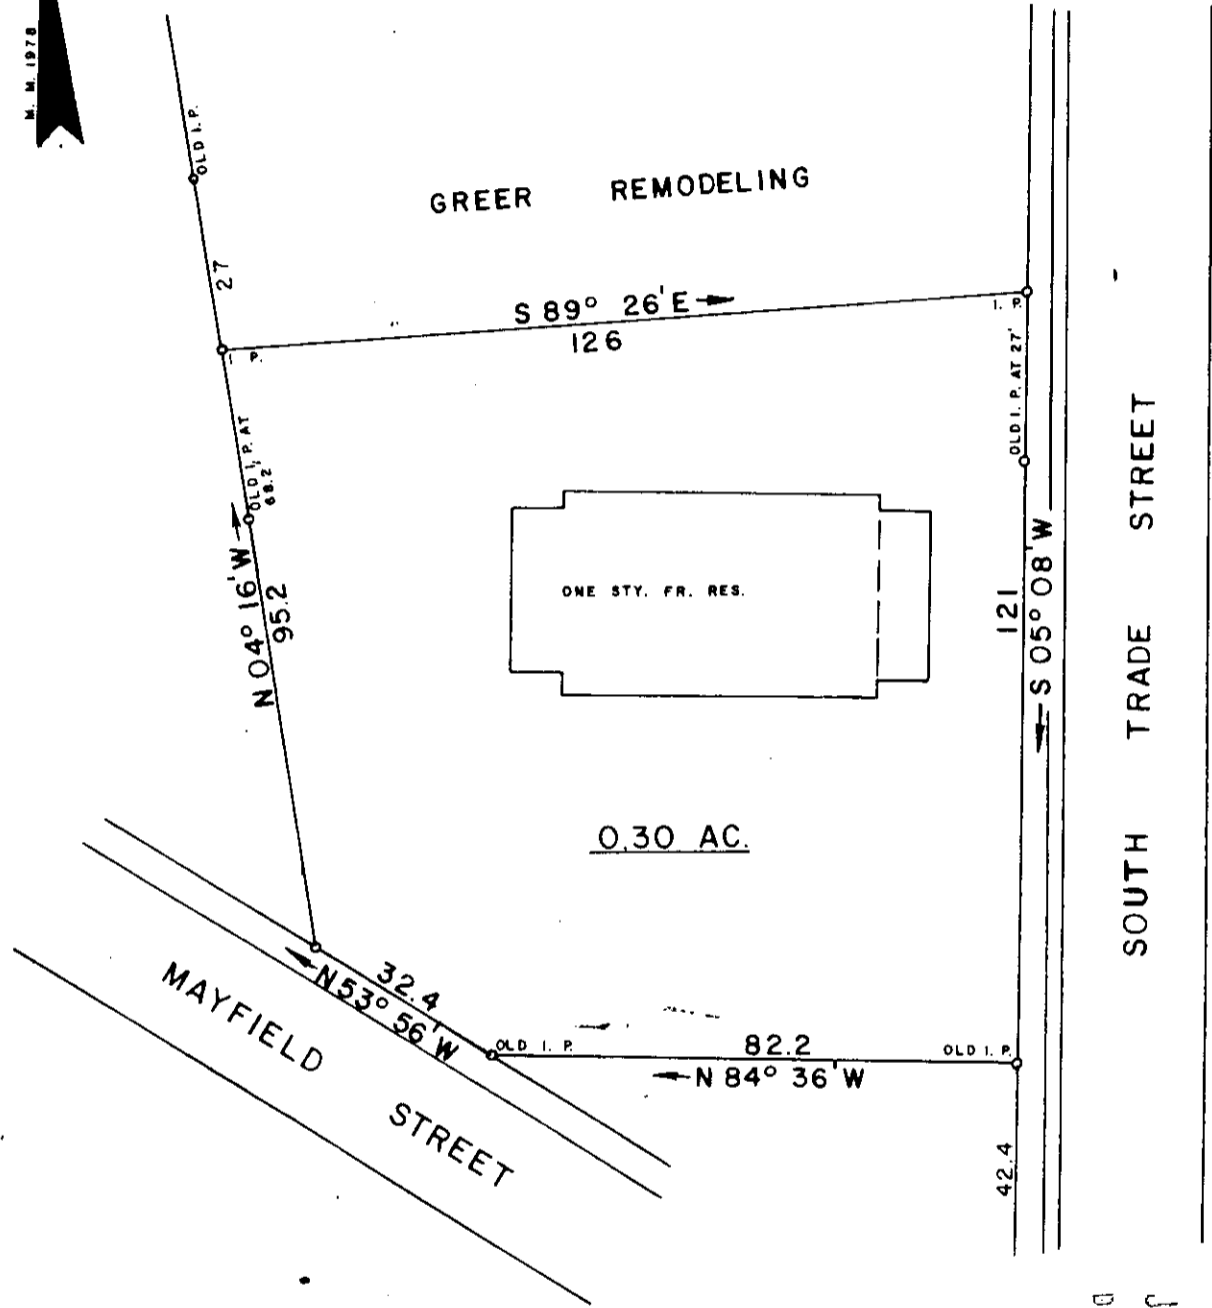 M. M. 1978
OLD I. P.
GREER REMODELING
27
S 89° 26' E
126
I. P.
I. P.
OLD I. P. AT 27'
OLD I. P. AT
68.2'
N 04° 16' W
95.2
ONE STY. FR. RES.
121
S 05° 08' W
SOUTH TRADE STREET
0.30 AC.
32.4
N 53° 56' W
MAYFIELD STREET
OLD I. P.
82.2
OLD I. P.
N 84° 36' W
42.4